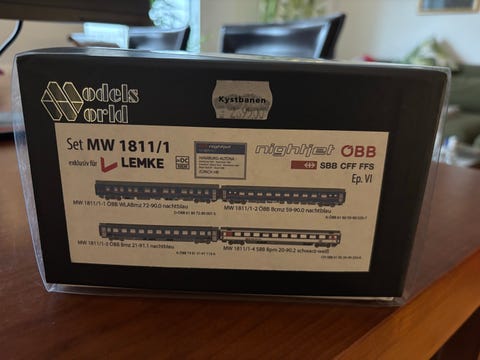 Models
World
Kystbanen
Set MW 1811/1
exklusiv für LEMKE
nightjet ÖBB
SBB CFF FFS
Ep. VI
HAMBURG-ALTONA
ZÜRICH HB
MW 1811/1-1 ÖBB WLABmz 72-90.0 nachtblau
MW 1811/1-2 ÖBB Bcmz 59-90.0 nachtblau
MW 1811/1-3 ÖBB Bmz 21-91.1 nachtblau
MW 1811/1-4 SBB Bpm 20-90.2 schwarz-weiß